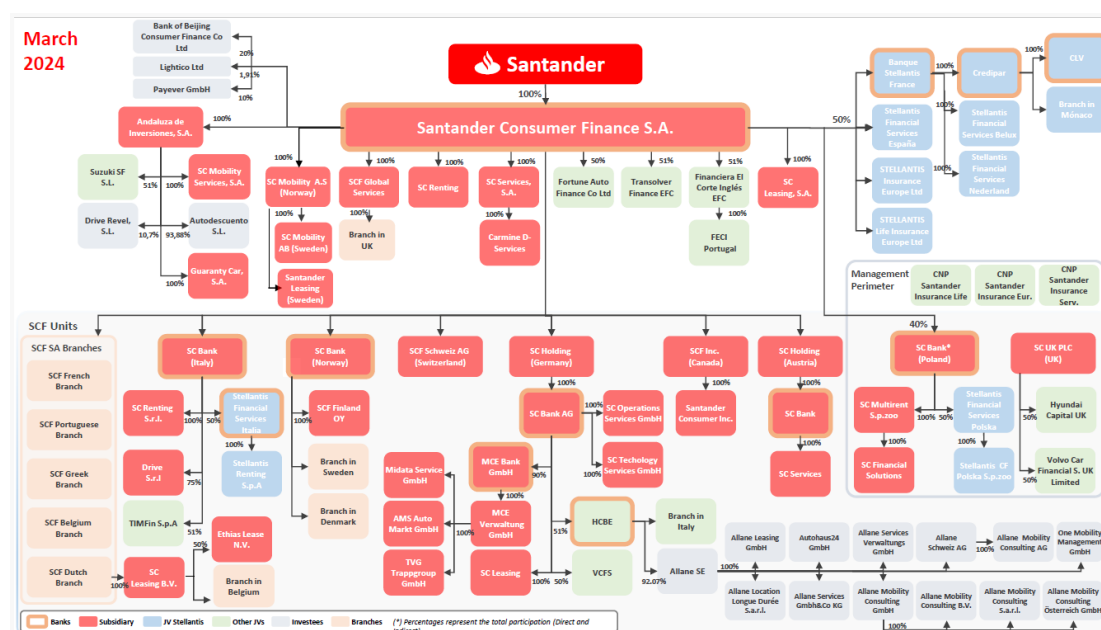 March
2024
Bank of Beijing
Consumer Finance Co
Ltd
20%
Lightico Ltd
1,91%
Payever GmbH
10%
Santander
100%
Santander Consumer Finance S.A.
Andaluza de
Inversiones, S.A.
100%
Suzuki SF
S.L.
51%
100%
SC Mobility
Services, S.A.
Drive Revel,
S.L.
10,7%
93,88%
Autodescuento
S.L.
Guaranty Car,
S.A.
100%
100%
SC Mobility A.S
(Norway)
100%
SC Mobility
AB (Sweden)
Santander
Leasing
(Sweden)
100%
100%
SCF Global
Services
100%
Branch in
UK
100%
SC Renting
100%
SC Services,
S.A.
100%
Carmine D-
Services
50%
Fortune Auto
Finance Co Ltd
51%
Transolver
Finance EFC
51%
Financiera El
Corte Inglés
EFC
100%
FECI
Portugal
100%
SC
Leasing, S.A.
50%
Banque
Stellantis
France
100%
Credipar
100%
CLV
100%
Branch in
Mónaco
Stellantis
Financial
Services
España
100%
Stellantis
Financial
Services Belux
STELLANTIS
Insurance
Europe Ltd
100%
Stellantis
Financial
Services
Nederland
STELLANTIS
Life Insurance
Europe Ltd
Management
Perimeter
CNP
Santander
Insurance Life
CNP
Santander
Insurance Eur.
CNP
Santander
Insurance
Serv.
40%
SC Bank*
(Poland)
SC UK PLC
(UK)
SC Multirent
S.p.zoo
100%
50%
Stellantis
Financial
Services
Polska
50%
Hyundai
Capital UK
100%
SC Financial
Solutions
50%
Stellantis CF
Polska S.p.zoo
50%
Volvo Car
Financial S. UK
Limited
SCF Units
SCF SA Branches
SCF French
Branch
SCF Portuguese
Branch
SCF Greek
Branch
SCF Belgium
Branch
SCF Dutch
Branch
100%
SC
Leasing B.V.
50%
Ethias Lease
N.V.
Branch in
Belgium
SC Bank
(Italy)
SC Renting
S.r.l.
100%
50%
Stellantis
Financial
Services
Italia
100%
Stellantis
Renting
S.p.A
Drive
S.r.l
75%
TIMFin S.p.A
51%
SC Bank
(Norway)
SCF Finland
OY
100%
Branch in
Sweden
Branch in
Denmark
SCF Schweiz AG
(Switzerland)
SC Holding
(Germany)
100%
SC Bank AG
100%
SC Operations
Services GmbH
100%
SC Techology
Services GmbH
MCE Bank
GmbH
90%
100%
Midata Service
GmbH
AMS Auto
Markt GmbH
100%
MCE
Verwaltung
GmbH
TVG
Trappgroup
GmbH
SC Leasing
100%
50%
VCFS
51%
HCBE
Branch in
Italy
92.07%
Allane SE
100%
SCF Inc.
(Canada)
100%
Santander
Consumer Inc.
SC Holding
(Austria)
100%
SC Bank
100%
SC Services
Allane Leasing
GmbH
Autohaus24
GmbH
Allane Services
Verwaltungs
GmbH
Allane
Schweiz AG
100%
Allane Mobility
Consulting AG
One Mobility
Management
GmbH
Allane Location
Longue Durée
S.a.r.l.
Allane Services
Gmbh&Co KG
Allane Mobility
Consulting
GmbH
Allane Mobility
Consulting B.V.
Allane Mobility
Consulting
S.a.r.l.
Allane Mobility
Consulting
Österreich GmbH
100%
Banks
Subsidiary
JV Stellantis
Other JVs
Investees
Branches
(*) Percentages represent the total participation (Direct and